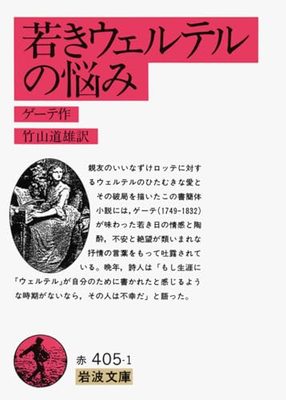 若きウェルテル
の悩み
ゲーテ作
竹山道雄訳
親友のいいなずけロッテに対す
るウェルテルのひたむきな愛と
その破局を描いたこの書簡体
小説には，ゲーテ(1749-1832)
が味わった若き日の情感と陶
酔，不安と絶望が類いまれな
抒情の言葉をもって吐露されて
いる．晩年，詩人は「もし生涯に
『ウェルテル』が自分のために書かれたと感じるよう
な時期がないなら，その人は不幸だ」と語った．
赤 405-1
岩波文庫